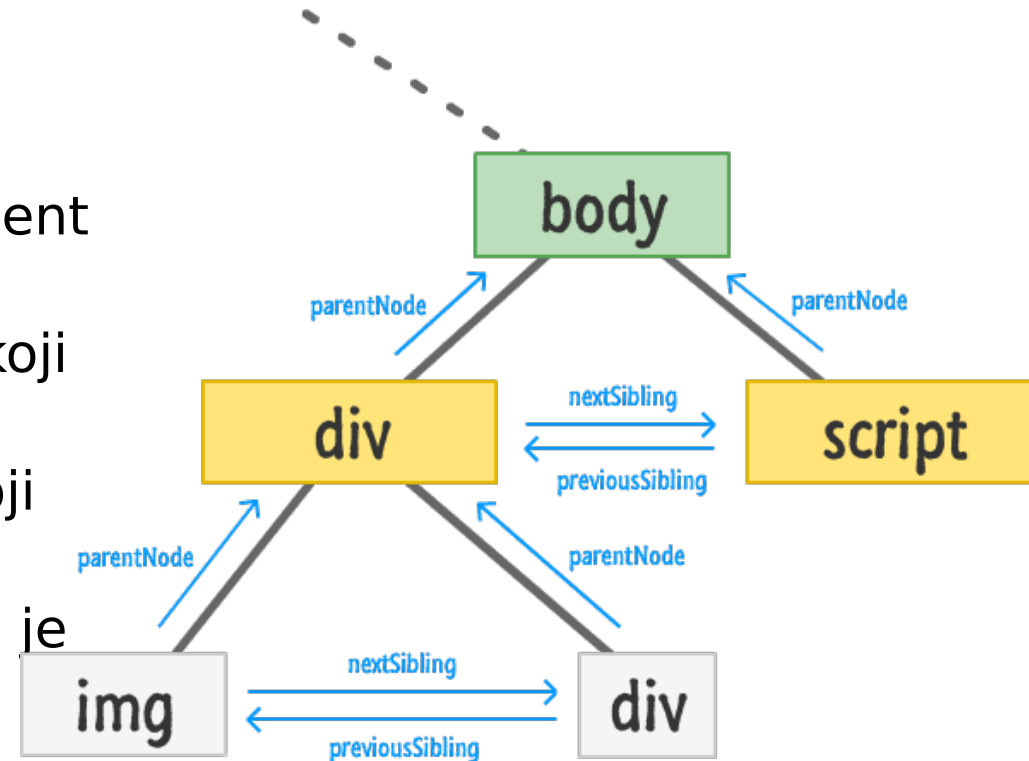 body
ent
parentNode
parentNode
koji
nextSibling
div
script
previousSibling
oji
parentNode
parentNode
je
nextSibling
img
div
previousSibling